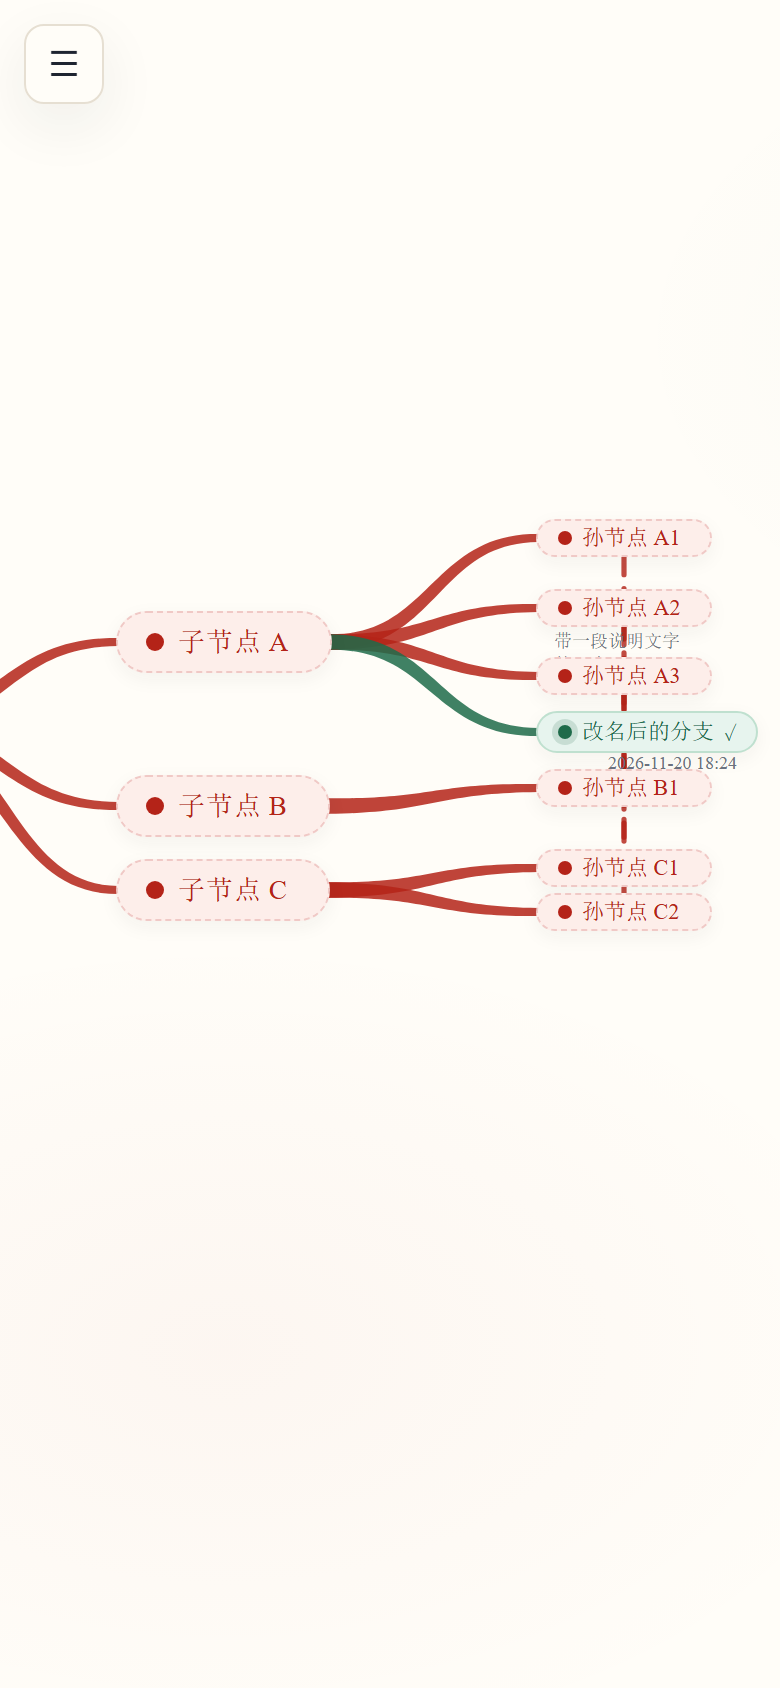 子节点 A
子节点 B
子节点 C
孙节点 A1
孙节点 A2
带一段说明文字
孙节点 A3
改名后的分支 ✓
2026-11-20 18:24
孙节点 B1
孙节点 C1
孙节点 C2